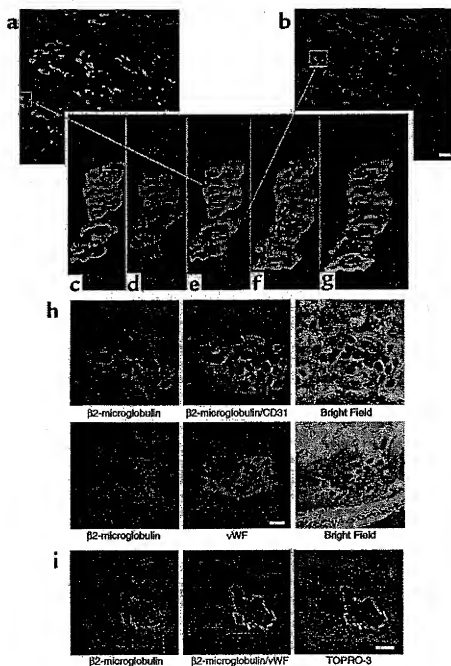 a
b
c d e f g
h
β2-microglobulin β2-microglobulin/CD31 Bright Field
β2-microglobulin vWF Bright Field
i
β2-microglobulin β2-microglobulin/vWF TOPRO-3